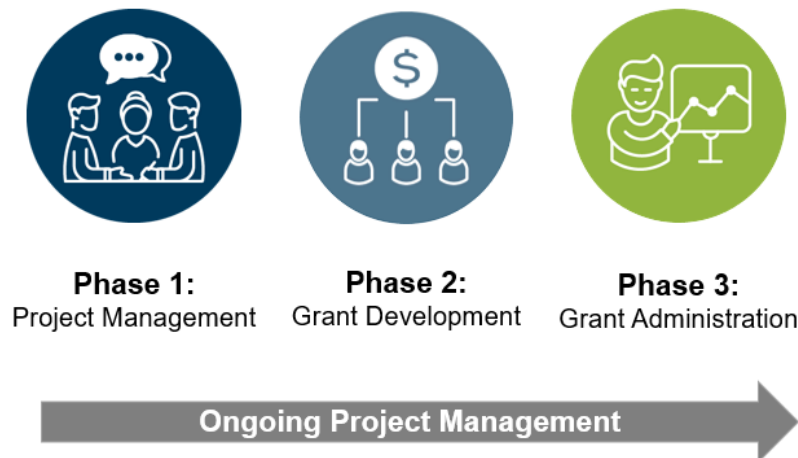 $
Phase 1:
Project Management
Phase 2:
Grant Development
Phase 3:
Grant Administration
Ongoing Project Management